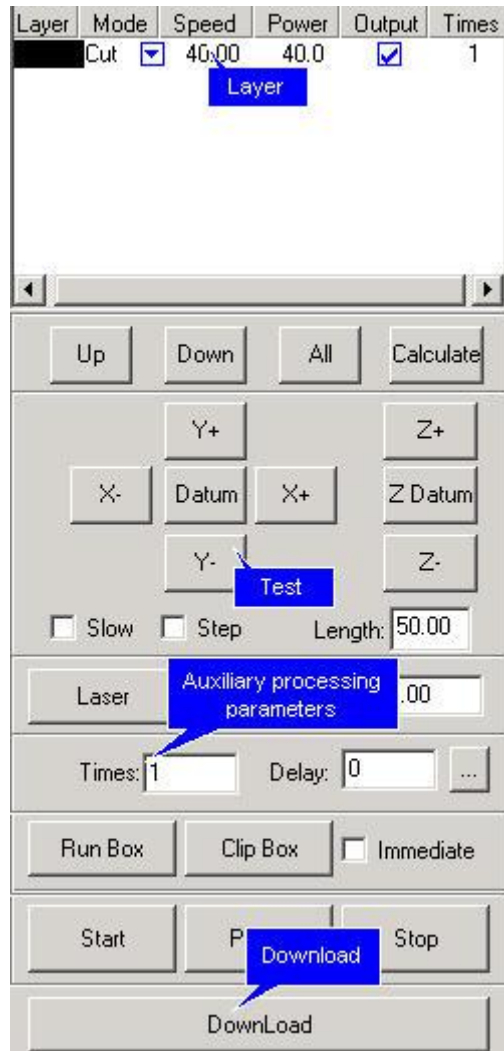 Layer Mode Speed Power Output Times
Cut 40.00 40.0 1
Layer
Up Down All Calculate
Y+ Z+
X- Datum X+ Z Datum
Y- Z-
Test
Slow Step Length: 50.00
Laser .00
Auxiliary processing
parameters
Times: 1 Delay: 0 ...
Run Box Clip Box Immediate
Start P Stop
Download
DownLoad